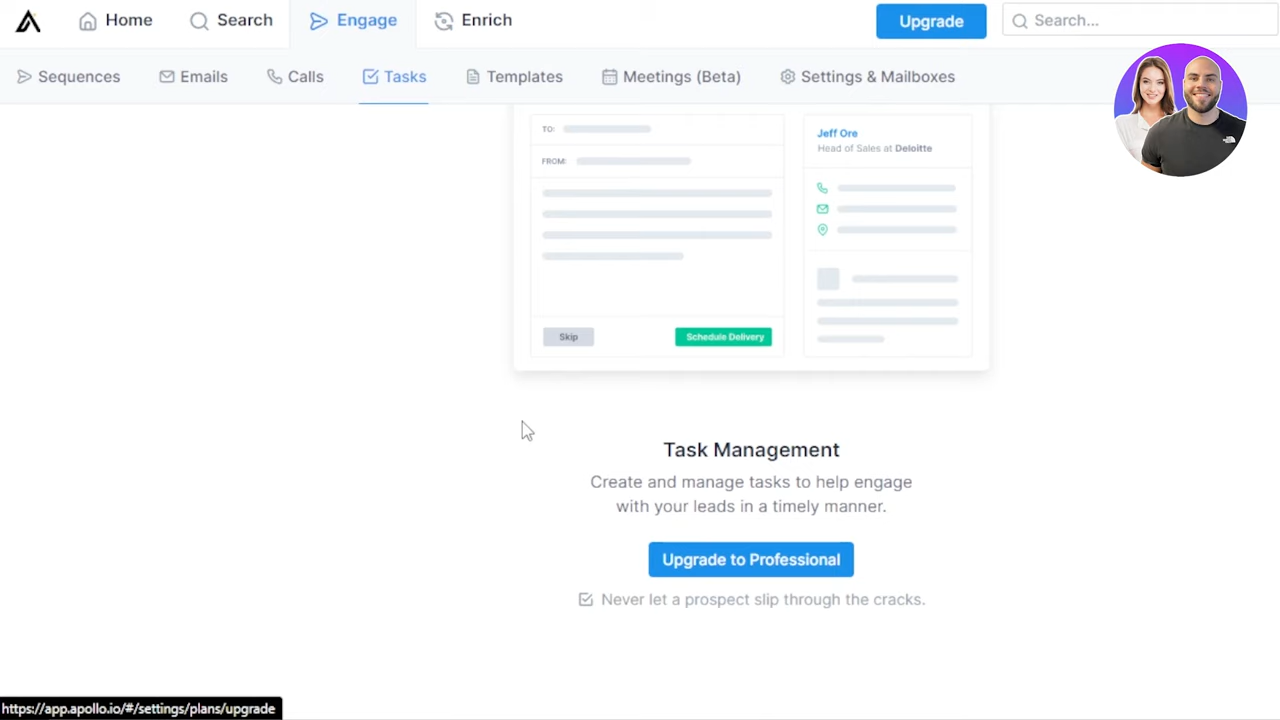 Home
Search
Engage
Enrich
Upgrade
Search...
Sequences
Emails
Calls
Tasks
Templates
Meetings (Beta)
Settings & Mailboxes
TO:
FROM:
Skip
Schedule Delivery
Jeff Ore
Head of Sales at Deloitte
Task Management
Create and manage tasks to help engage
with your leads in a timely manner.
Upgrade to Professional
Never let a prospect slip through the cracks.
https://app.apollo.io/#/settings/plans/upgrade